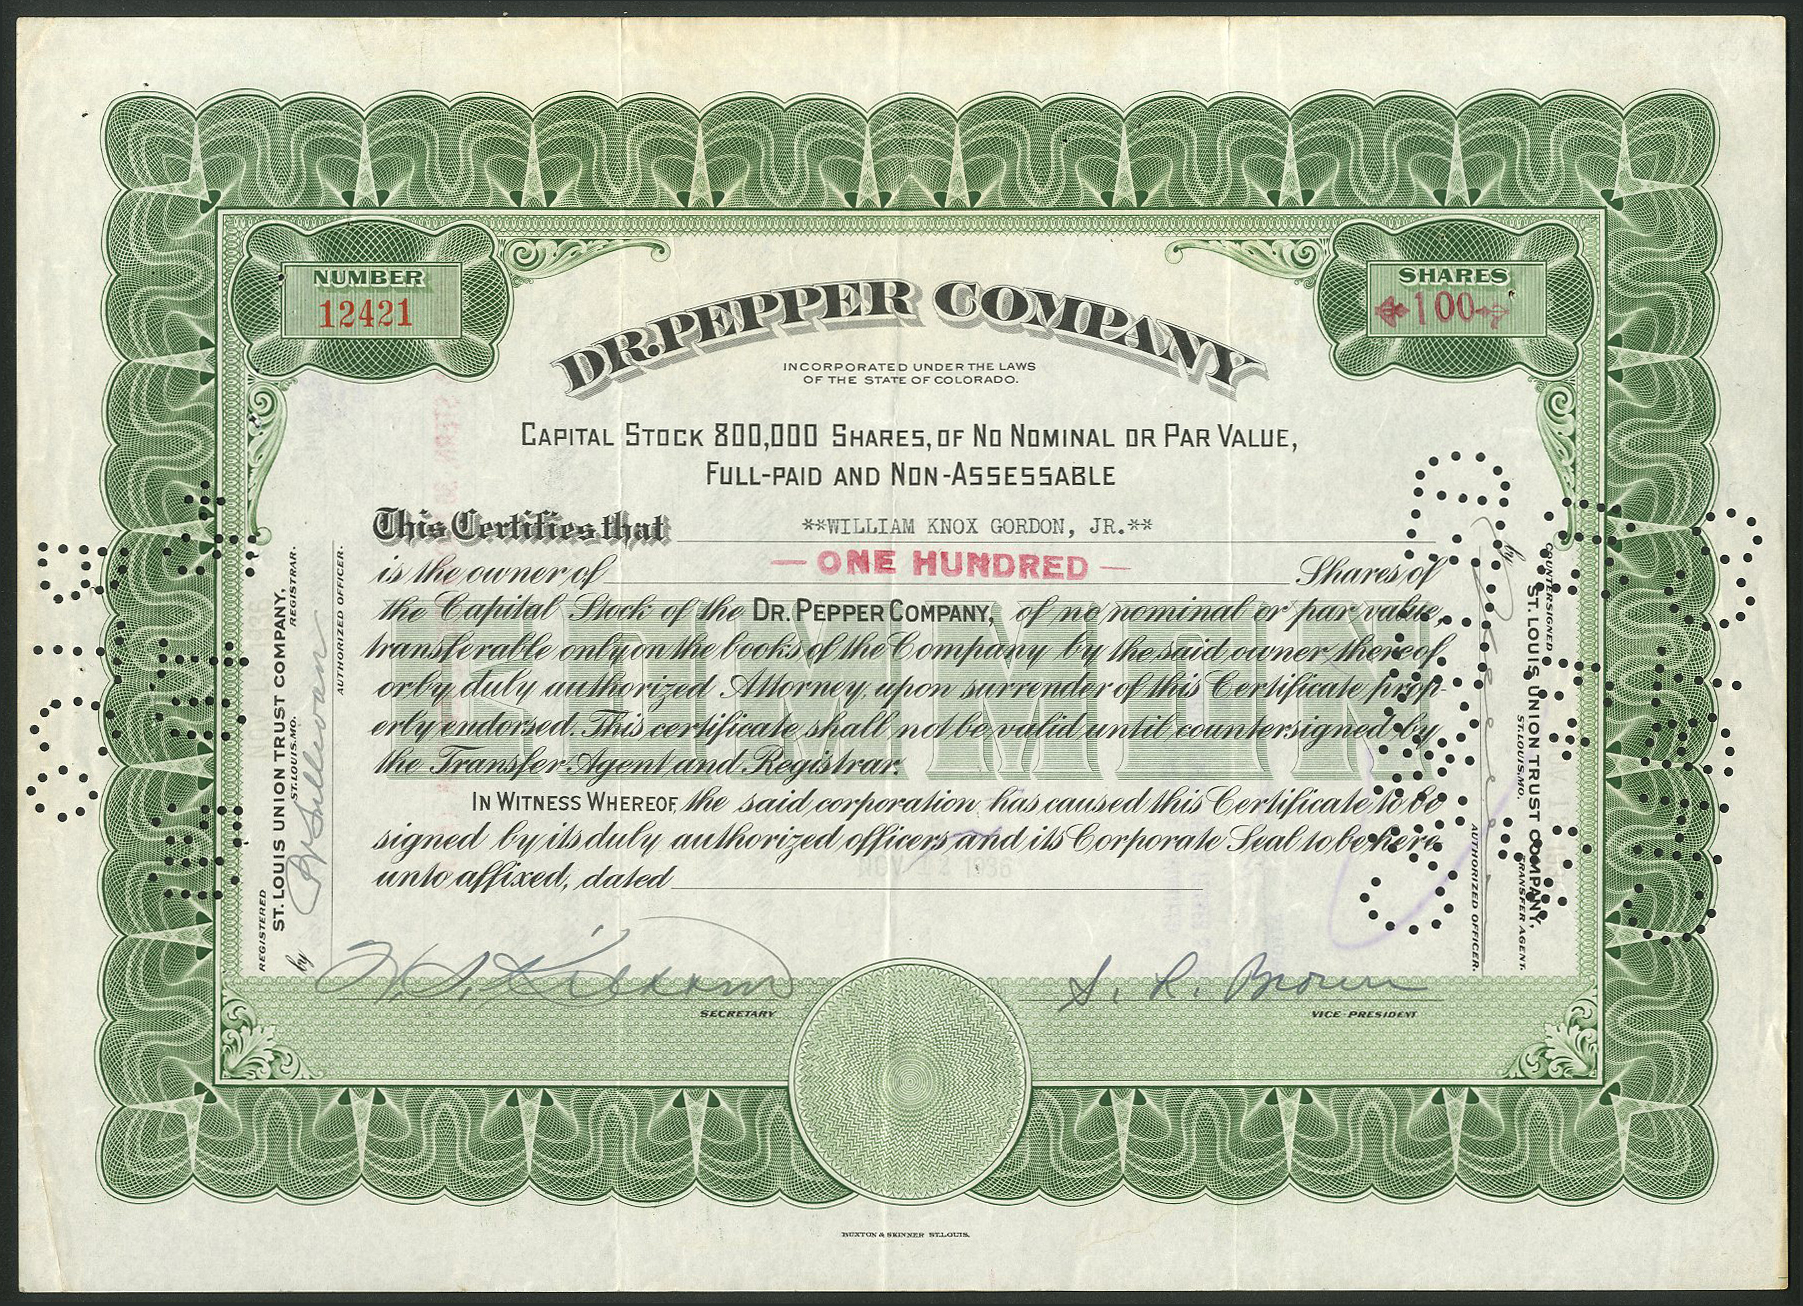 NUMBER
12421
SHARES
100
DR. PEPPER COMPANY
INCORPORATED UNDER THE LAWS
OF THE STATE OF COLORADO.
CAPITAL STOCK 800,000 SHARES, OF NO NOMINAL OR PAR VALUE,
FULL-PAID AND NON-ASSESSABLE
This Certifies that **WILLIAM KNOX GORDON, JR.**
is the owner of — ONE HUNDRED — Shares of
the Capital Stock of the DR. PEPPER COMPANY, of no nominal or par value,
transferable only on the books of the Company by the said owner thereof
or by duly authorized Attorney, upon surrender of this Certificate prop-
erly endorsed. This certificate shall not be valid until countersigned by
the Transfer Agent and Registrar.
COMMON
IN WITNESS WHEREOF, the said corporation has caused this Certificate to be
signed by its duly authorized officers and its Corporate Seal to be here-
unto affixed, dated NOV 1936
S. R. Brown
SECRETARY
VICE-PRESIDENT
REGISTERED
ST. LOUIS UNION TRUST COMPANY,
ST. LOUIS, MO. REGISTRAR.
by
AUTHORIZED OFFICER.
COUNTERSIGNED
ST. LOUIS UNION TRUST COMPANY,
ST. LOUIS, MO. TRANSFER AGENT.
by
AUTHORIZED OFFICER.
BUXTON & SKINNER ST. LOUIS.